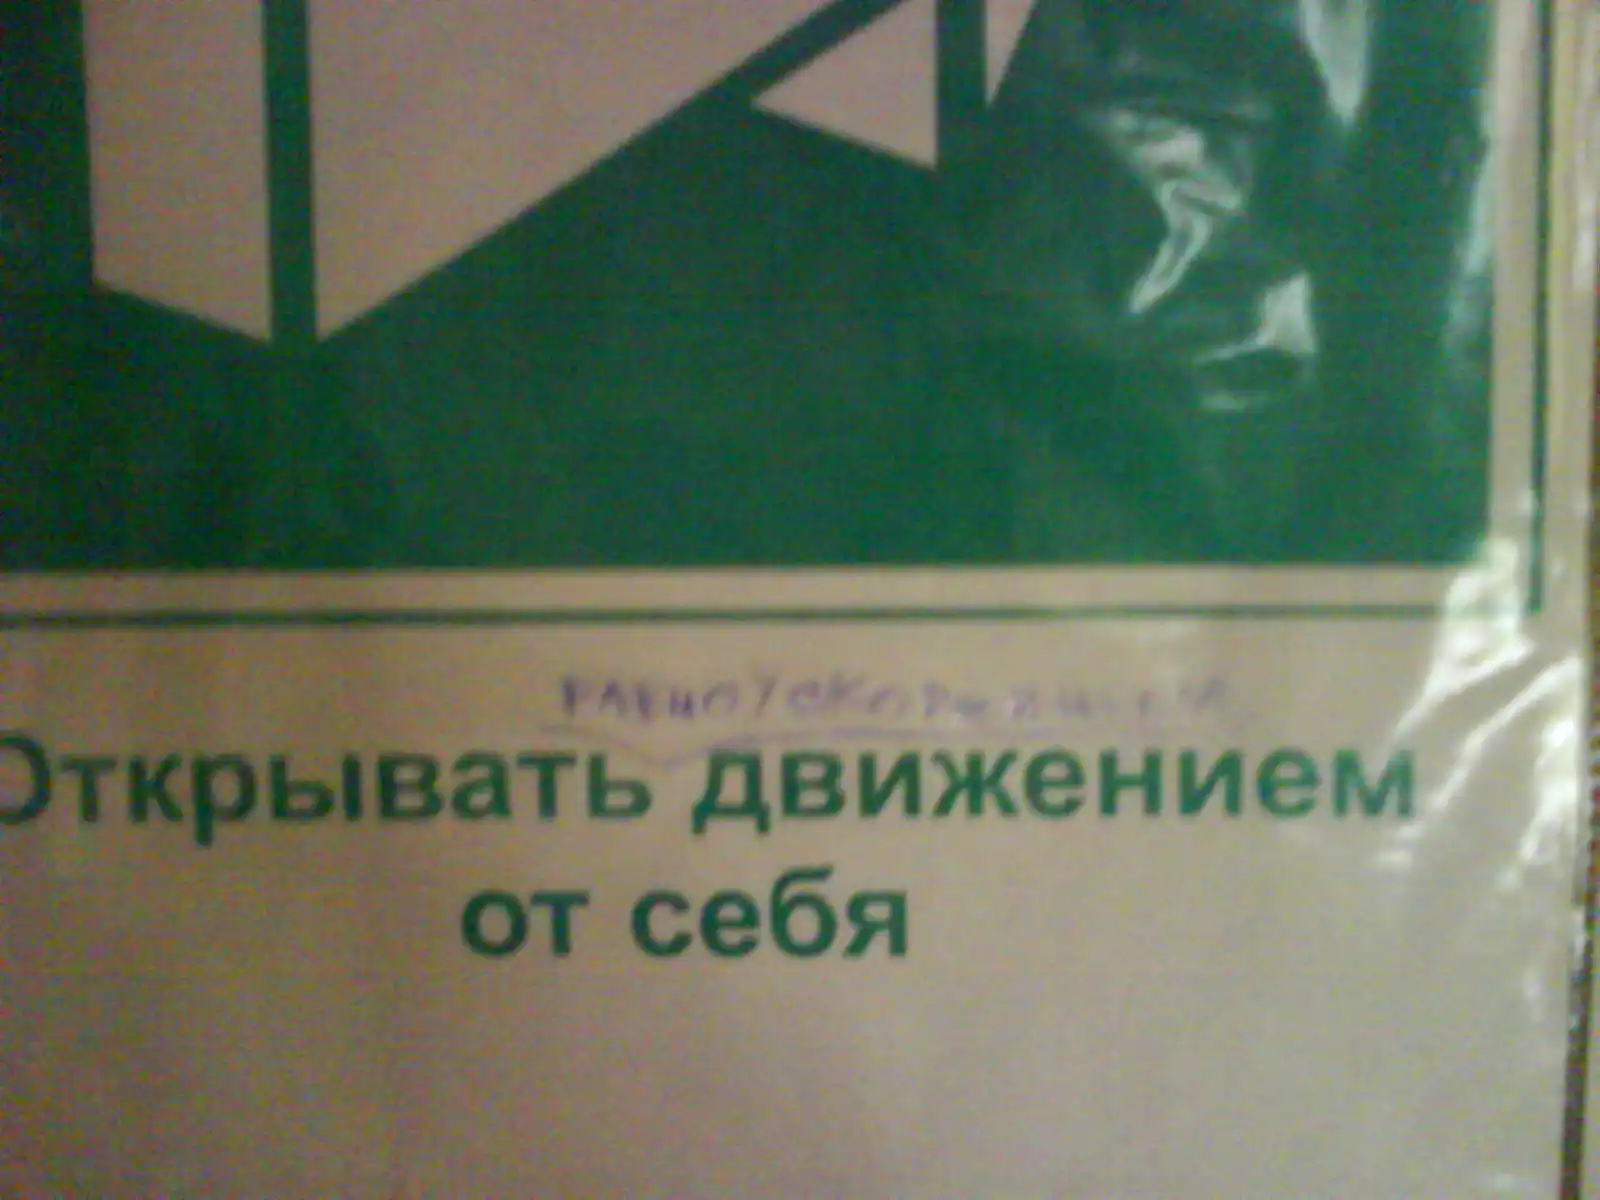 равноускоренным
Открывать движением
от себя